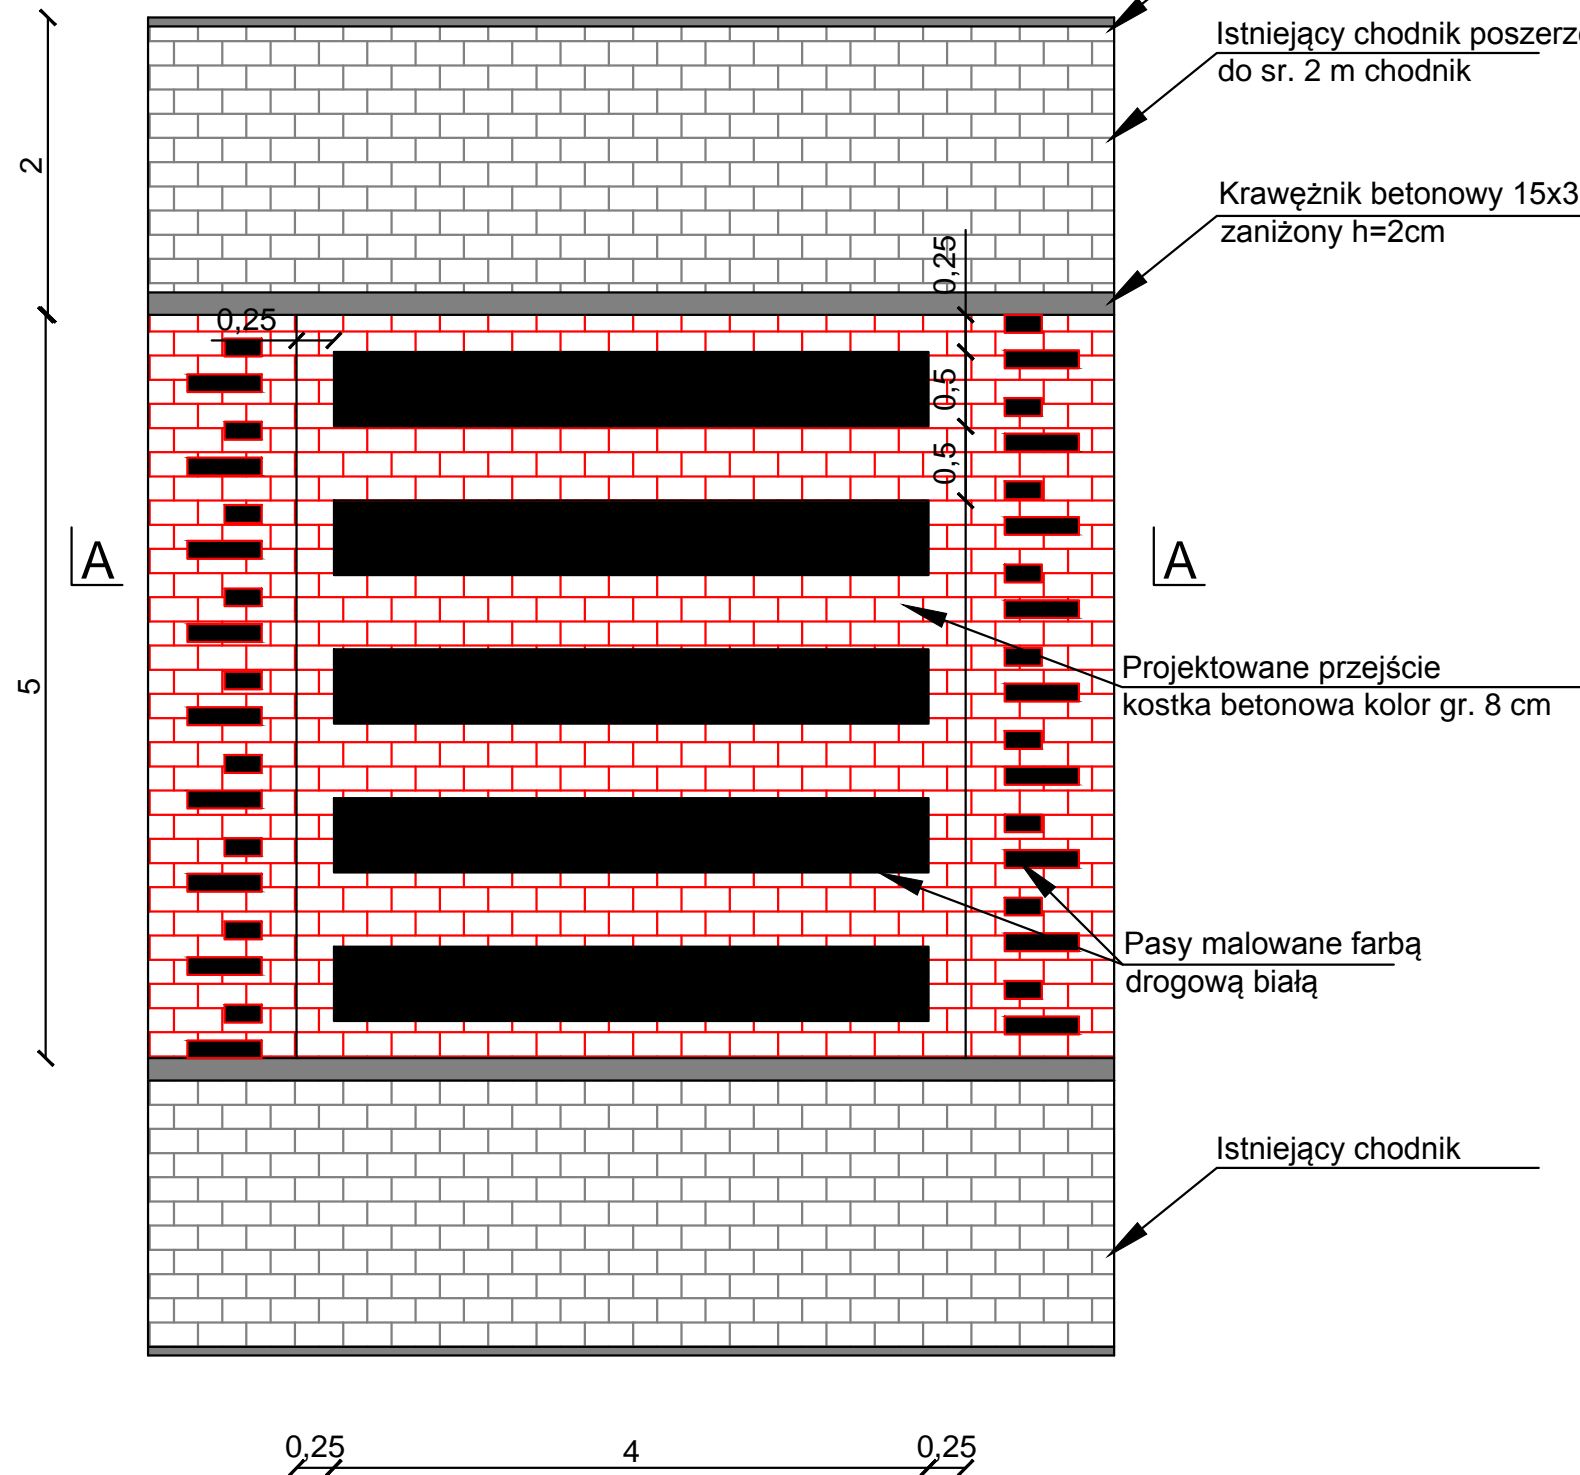 Istniejący chodnik
do sr. 2 m chodnik
2
Krawężnik betonowy 15x3
zaniżony h=2cm
0,25
0,25
0,5
0,5
A
A
5
Projektowane przejście
kostka betonowa kolor gr. 8 cm
Pasy malowane farbą
drogową białą
Istniejący chodnik
0,25
4
0,25